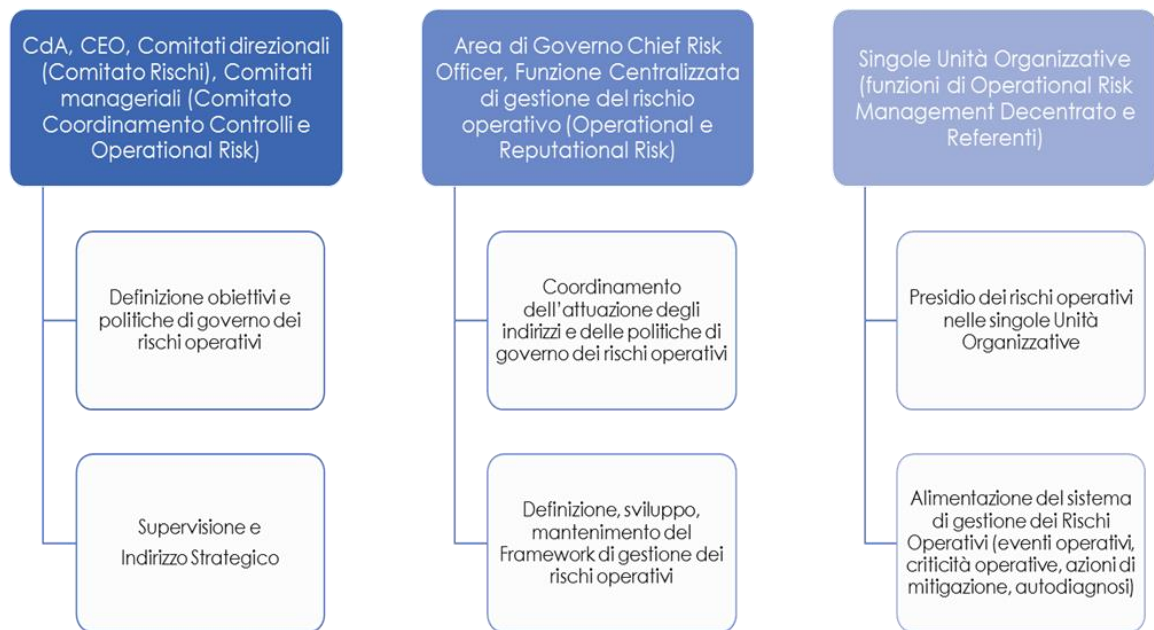 CdA, CEO, Comitati direzionali
(Comitato Rischi), Comitati
manageriali (Comitato
Coordinamento Controlli e
Operational Risk)
Definizione obiettivi e
politiche di governo dei
rischi operativi
Supervisione e
Indirizzo Strategico
Area di Governo Chief Risk
Officer, Funzione Centralizzata
di gestione del rischio
operativo (Operational e
Reputational Risk)
Coordinamento
dell'attuazione degli
indirizzi e delle politiche di
governo dei rischi operativi
Definizione, sviluppo,
mantenimento del
Framework di gestione dei
rischi operativi
Singole Unità Organizzative
(funzioni di Operational Risk
Management Decentrato e
Referenti)
Presidio dei rischi operativi
nelle singole Unità
Organizzative
Alimentazione del sistema
di gestione dei Rischi
Operativi (eventi operativi,
criticità operative, azioni di
mitigazione, autodiagnosi)